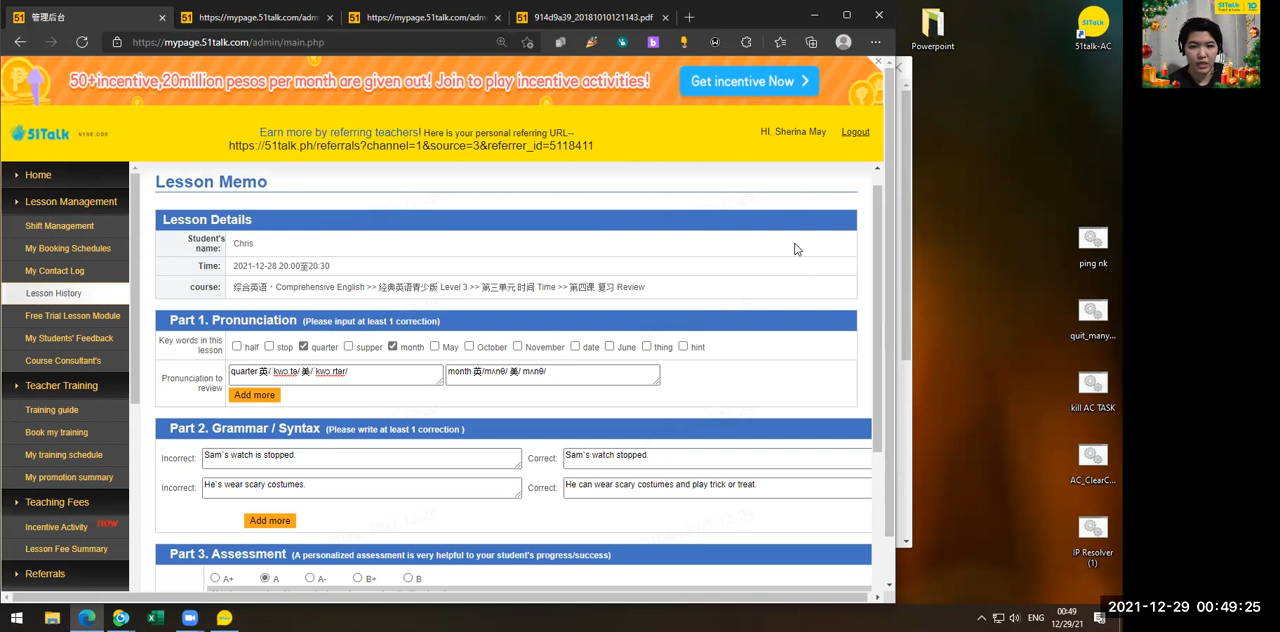 管理后台
https://mypage.51talk.com/adm
https://mypage.51talk.com/admin/
914d9a39_20181010121143.pdf
https://mypage.51talk.com/admin/main.php
50+incentive,20million pesos per month are given out! Join to play incentive activities!
Get incentive Now
51Talk NYSE:COE
Earn more by referring teachers! Here is your personal referring URL--
https://51talk.ph/referrals?channel=1&source=3&referrer_id=5118411
HI, Sherina May Logout
Home
Lesson Management
Shift Management
My Booking Schedules
My Contact Log
Lesson History
Free Trial Lesson Module
My Students' Feedback
Course Consultant's
Teacher Training
Training guide
Book my training
My training schedule
My promotion summary
Teaching Fees
Incentive Activity new
Lesson Fee Summary
Referrals
Lesson Memo
Lesson Details
Student's name: Chris
Time: 2021-12-28 20:00至20:30
course: 综合英语・Comprehensive English >> 经典英语青少版 Level 3 >> 第三单元 时间 Time >> 第四课 复习 Review
Part 1. Pronunciation (Please input at least 1 correction)
Key words in this lesson
half stop quarter supper month May October November date June thing hint
Pronunciation to review
quarter 英/ kwɔːtə/ 美/ kwɔːrtər/
month 英/mʌnθ/ 美/ mʌnθ/
Add more
Part 2. Grammar / Syntax (Please write at least 1 correction )
Incorrect: Sam`s watch is stopped. Correct: Sam`s watch stopped.
Incorrect: He`s wear scary costumes. Correct: He can wear scary costumes and play trick or treat.
Add more
Part 3. Assessment (A personalized assessment is very helpful to your student's progress/success)
A+ A A- B+ B
Powerpoint
51Talk
51Talk-AC
ping nk
quit_many...
kill AC TASK
AC_ClearC...
IP Resolver (1)
ENG
00:49
12/29/21
2021-12-29 00:49:25